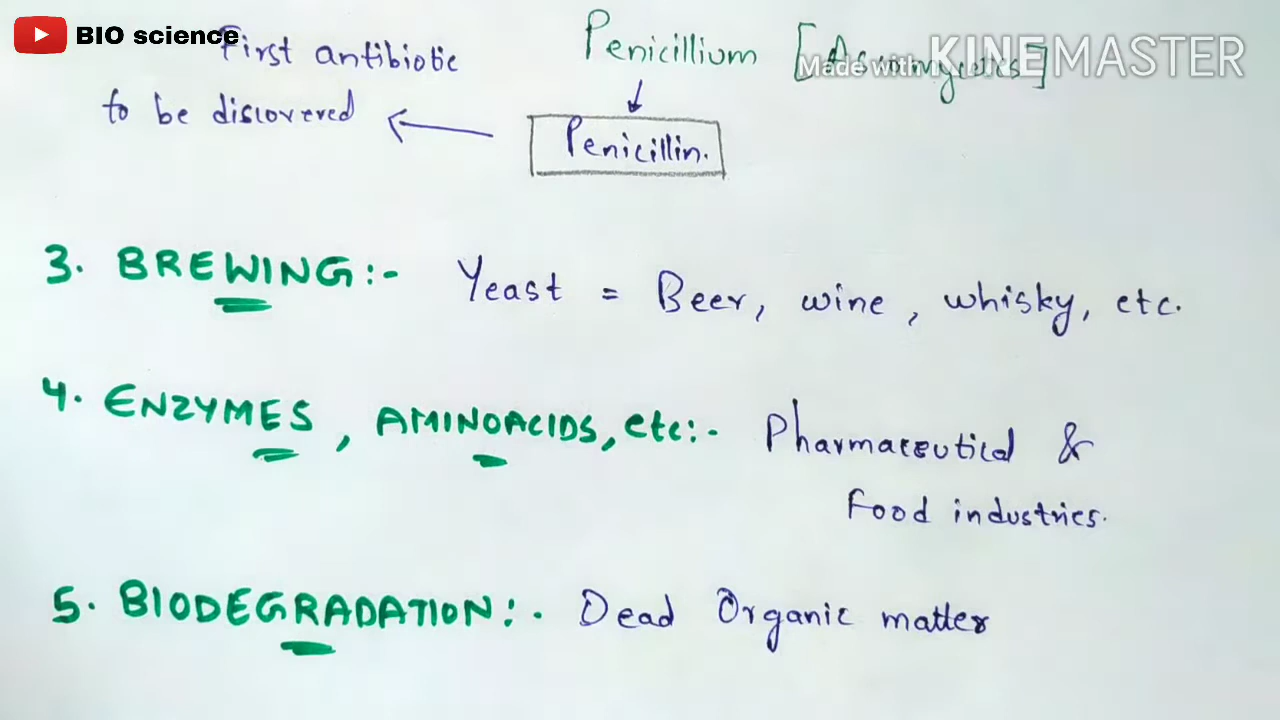 BIO science
Made with KINEMASTER
First antibiotic
to be discovered
Penicillium [Ascomycetes]
Penicillin.
3. BREWING:- Yeast = Beer, wine, whisky, etc.
4. ENZYMES, AMINOACIDS, etc:- Pharmaceutical &
Food industries.
5. BIODEGRADATION:- Dead Organic matter